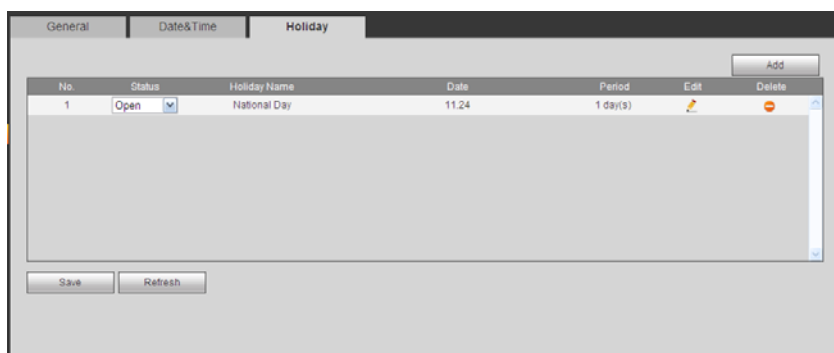 General Date&Time Holiday
Add
No. Status Holiday Name Date Period Edit Delete
1 Open National Day 11.24 1 day(s)
Save Refresh